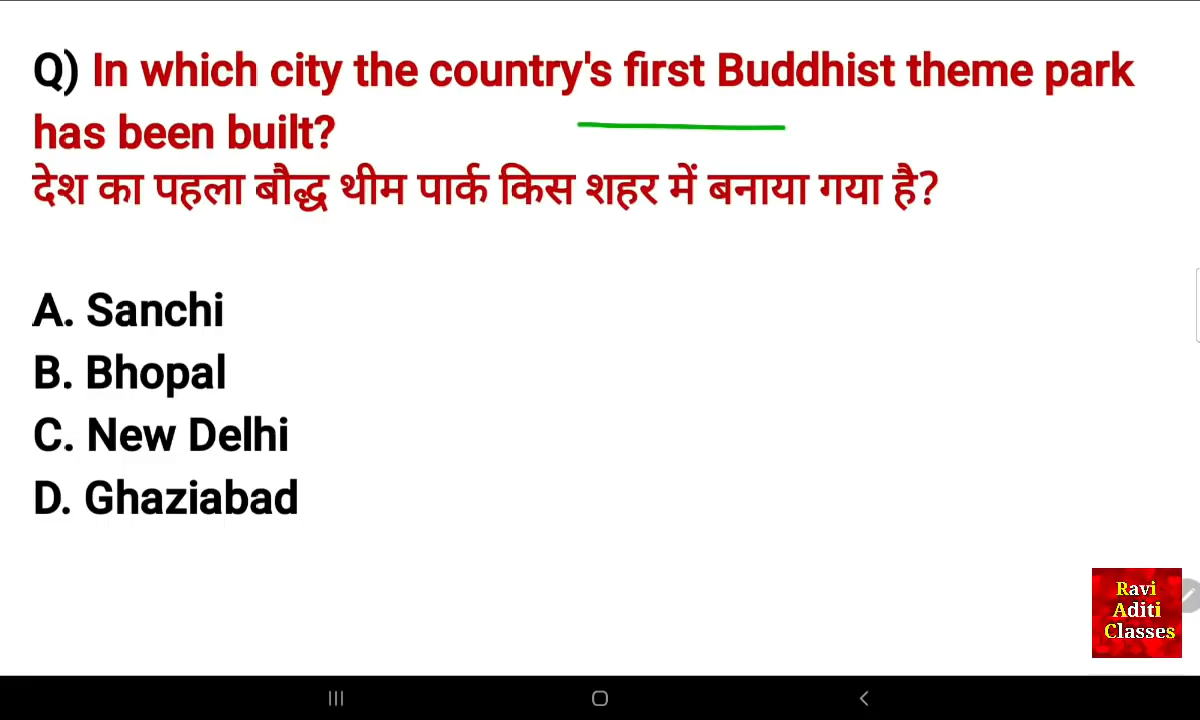 Q) In which city the country's first Buddhist theme park
has been built?
देश का पहला बौद्ध थीम पार्क किस शहर में बनाया गया है?
A. Sanchi
B. Bhopal
C. New Delhi
D. Ghaziabad
Ravi
Aditi
Classes